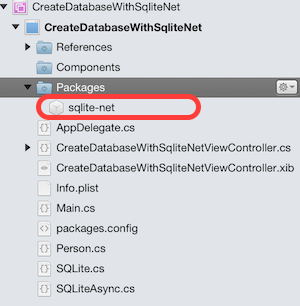 CreateDatabaseWithSqliteNet
CreateDatabaseWithSqliteNet
References
Components
Packages
sqlite-net
AppDelegate.cs
CreateDatabaseWithSqliteNetViewController.cs
CreateDatabaseWithSqliteNetViewController.xib
Info.plist
Main.cs
packages.config
Person.cs
SQLite.cs
SQLiteAsync.cs